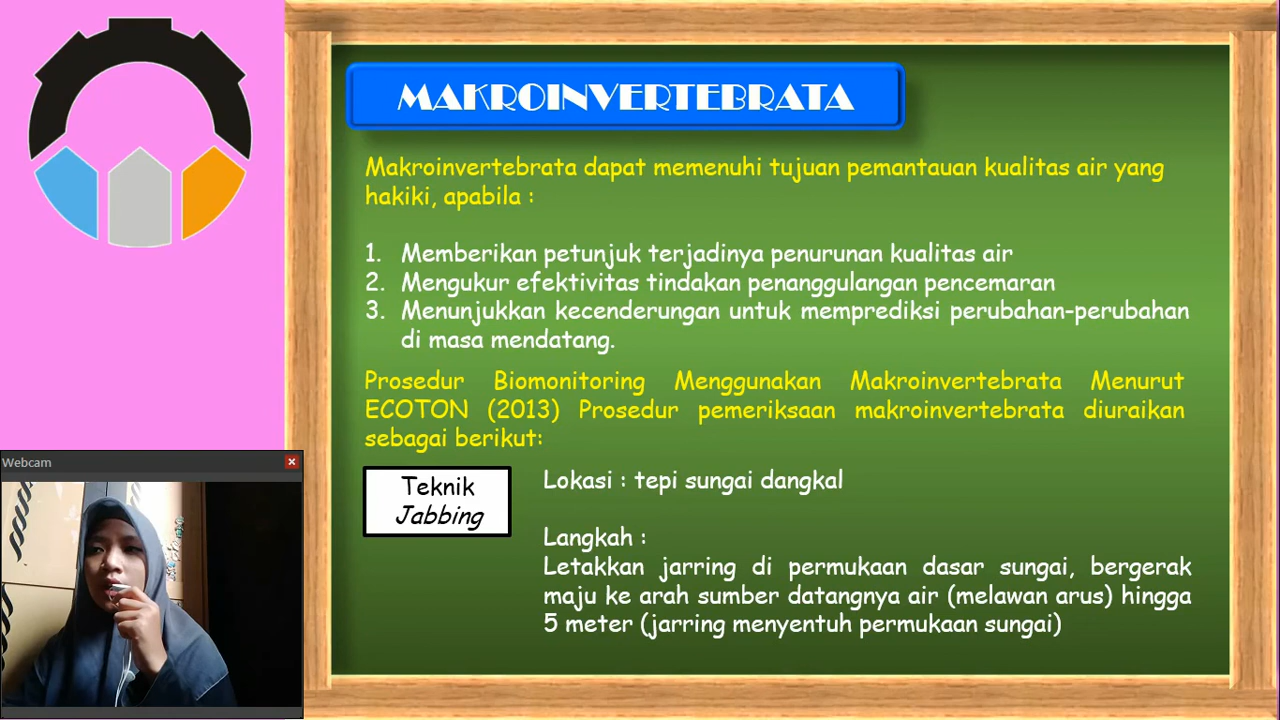 MAKROINVERTEBRATA
Makroinvertebrata dapat memenuhi tujuan pemantauan kualitas air yang
hakiki, apabila :
1. Memberikan petunjuk terjadinya penurunan kualitas air
2. Mengukur efektivitas tindakan penanggulangan pencemaran
3. Menunjukkan kecenderungan untuk memprediksi perubahan-perubahan
di masa mendatang.
Prosedur Biomonitoring Menggunakan Makroinvertebrata Menurut
ECOTON (2013) Prosedur pemeriksaan makroinvertebrata diuraikan
sebagai berikut:
Teknik
Jabbing
Lokasi : tepi sungai dangkal
Langkah :
Letakkan jarring di permukaan dasar sungai, bergerak
maju ke arah sumber datangnya air (melawan arus) hingga
5 meter (jarring menyentuh permukaan sungai)
Webcam